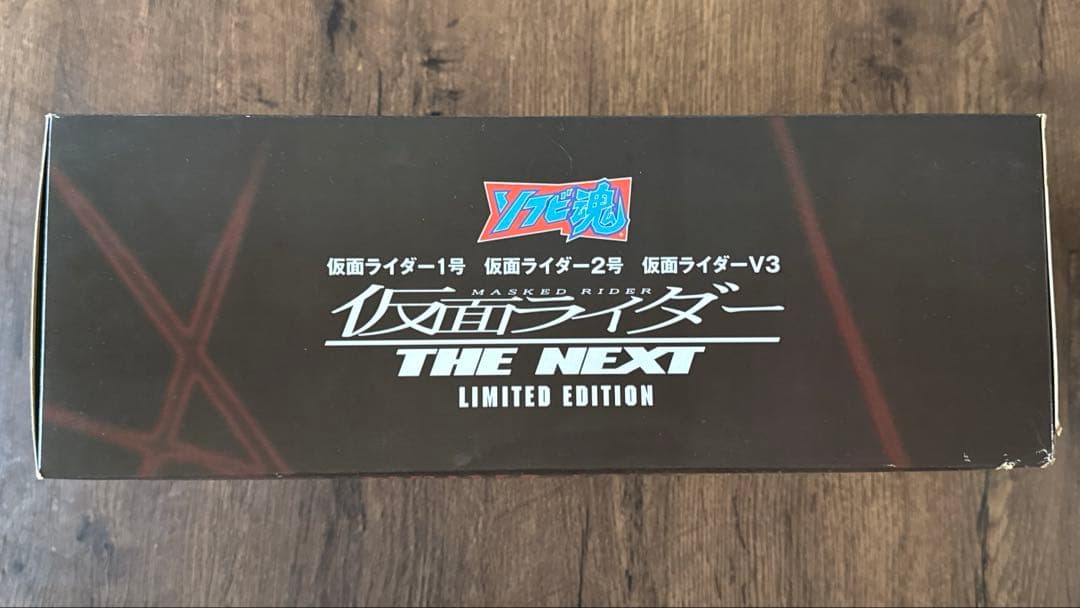 ソフビ魂
仮面ライダー1号 仮面ライダー2号 仮面ライダーV3
MASKED RIDER
仮面ライダー
THE NEXT
LIMITED EDITION